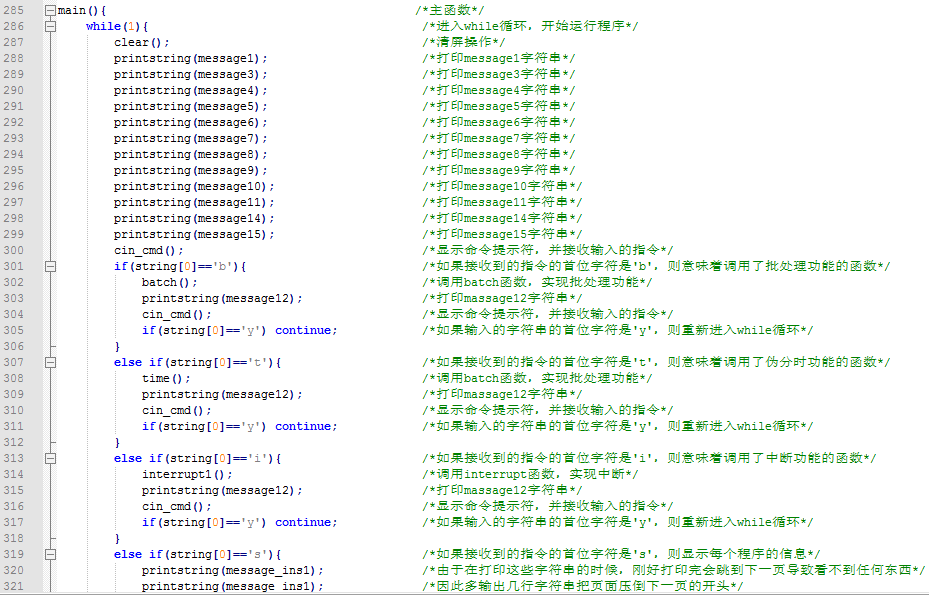 285 main(){ /*主函数*/
286 while(1){ /*进入while循环，开始运行程序*/
287 clear(); /*清屏操作*/
288 printstring(message1); /*打印message1字符串*/
289 printstring(message3); /*打印message3字符串*/
290 printstring(message4); /*打印message4字符串*/
291 printstring(message5); /*打印message5字符串*/
292 printstring(message6); /*打印message6字符串*/
293 printstring(message7); /*打印message7字符串*/
294 printstring(message8); /*打印message8字符串*/
295 printstring(message9); /*打印message9字符串*/
296 printstring(message10); /*打印message10字符串*/
297 printstring(message11); /*打印message11字符串*/
298 printstring(message14); /*打印message14字符串*/
299 printstring(message15); /*打印message15字符串*/
300 cin_cmd(); /*显示命令提示符，并接收输入的指令*/
301 if(string[0]=='b'){ /*如果接收到的指令的首位字符是'b'，则意味着调用了批处理功能的函数*/
302 batch(); /*调用batch函数，实现批处理功能*/
303 printstring(message12); /*打印massage12字符串*/
304 cin_cmd(); /*显示命令提示符，并接收输入的指令*/
305 if(string[0]=='y') continue; /*如果输入的字符串的首位字符是'y'，则重新进入while循环*/
306 }
307 else if(string[0]=='t'){ /*如果接收到的指令的首位字符是't'，则意味着调用了伪分时功能的函数*/
308 time(); /*调用batch函数，实现批处理功能*/
309 printstring(message12); /*打印massage12字符串*/
310 cin_cmd(); /*显示命令提示符，并接收输入的指令*/
311 if(string[0]=='y') continue; /*如果输入的字符串的首位字符是'y'，则重新进入while循环*/
312 }
313 else if(string[0]=='i'){ /*如果接收到的指令的首位字符是'i'，则意味着调用了中断功能的函数*/
314 interrupt1(); /*调用interrupt函数，实现中断*/
315 printstring(message12); /*打印massage12字符串*/
316 cin_cmd(); /*显示命令提示符，并接收输入的指令*/
317 if(string[0]=='y') continue; /*如果输入的字符串的首位字符是'y'，则重新进入while循环*/
318 }
319 else if(string[0]=='s'){ /*如果接收到的指令的首位字符是's'，则显示每个程序的信息*/
320 printstring(message_ins1); /*由于在打印这些字符串的时候，刚好打印完会跳到下一页导致看不到任何东西*/
321 printstring(message_ins1); /*因此多输出几行字符串把页面压倒下一页的开头*/